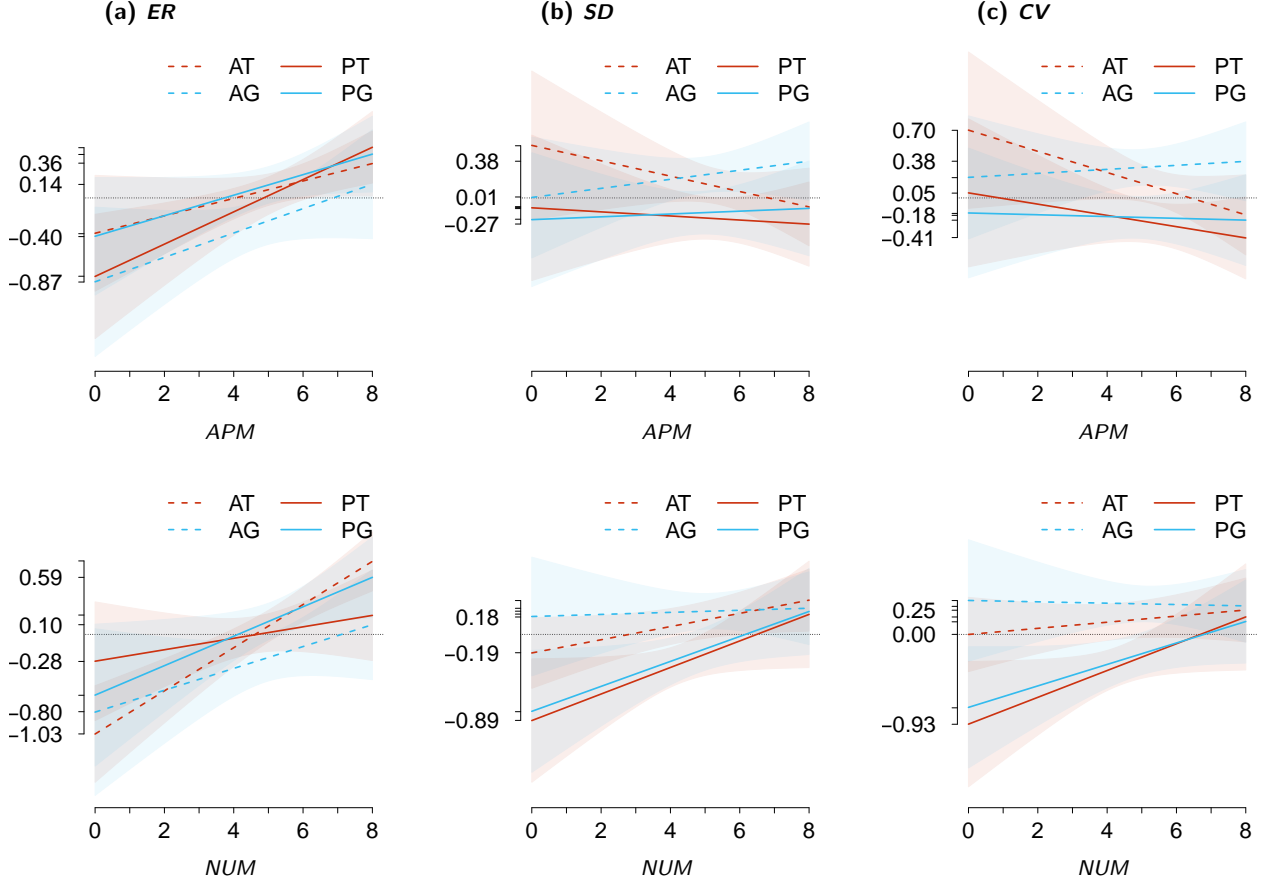 (a) ER
(b) SD
(c) CV
AT PT
AG PG
0.36
0.14
−0.40
−0.87
0 2 4 6 8
APM
AT PT
AG PG
0.38
0.01
−0.27
0 2 4 6 8
APM
AT PT
AG PG
0.70
0.38
0.05
−0.18
−0.41
0 2 4 6 8
APM
AT PT
AG PG
0.59
0.10
−0.28
−0.80
−1.03
0 2 4 6 8
NUM
AT PT
AG PG
0.18
−0.19
−0.89
0 2 4 6 8
NUM
AT PT
AG PG
0.25
0.00
−0.93
0 2 4 6 8
NUM